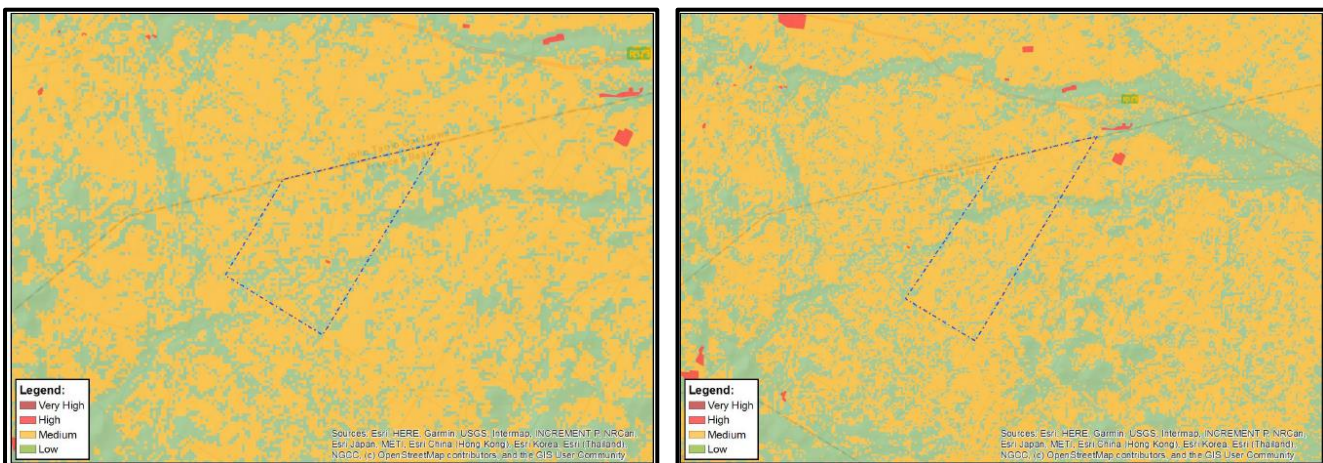 Legend:
Very High
High
Medium
Low
Sources: Esri, HERE, Garmin, USGS, Intermap, INCREMENT P, NRCan,
Esri Japan, METI, Esri China (Hong Kong), Esri Korea, Esri (Thailand),
NGCC, (c) OpenStreetMap contributors, and the GIS User Community
Legend:
Very High
High
Medium
Low
Sources: Esri, HERE, Garmin, USGS, Intermap, INCREMENT P, NRCan,
Esri Japan, METI, Esri China (Hong Kong), Esri Korea, Esri (Thailand),
NGCC, (c) OpenStreetMap contributors, and the GIS User Community